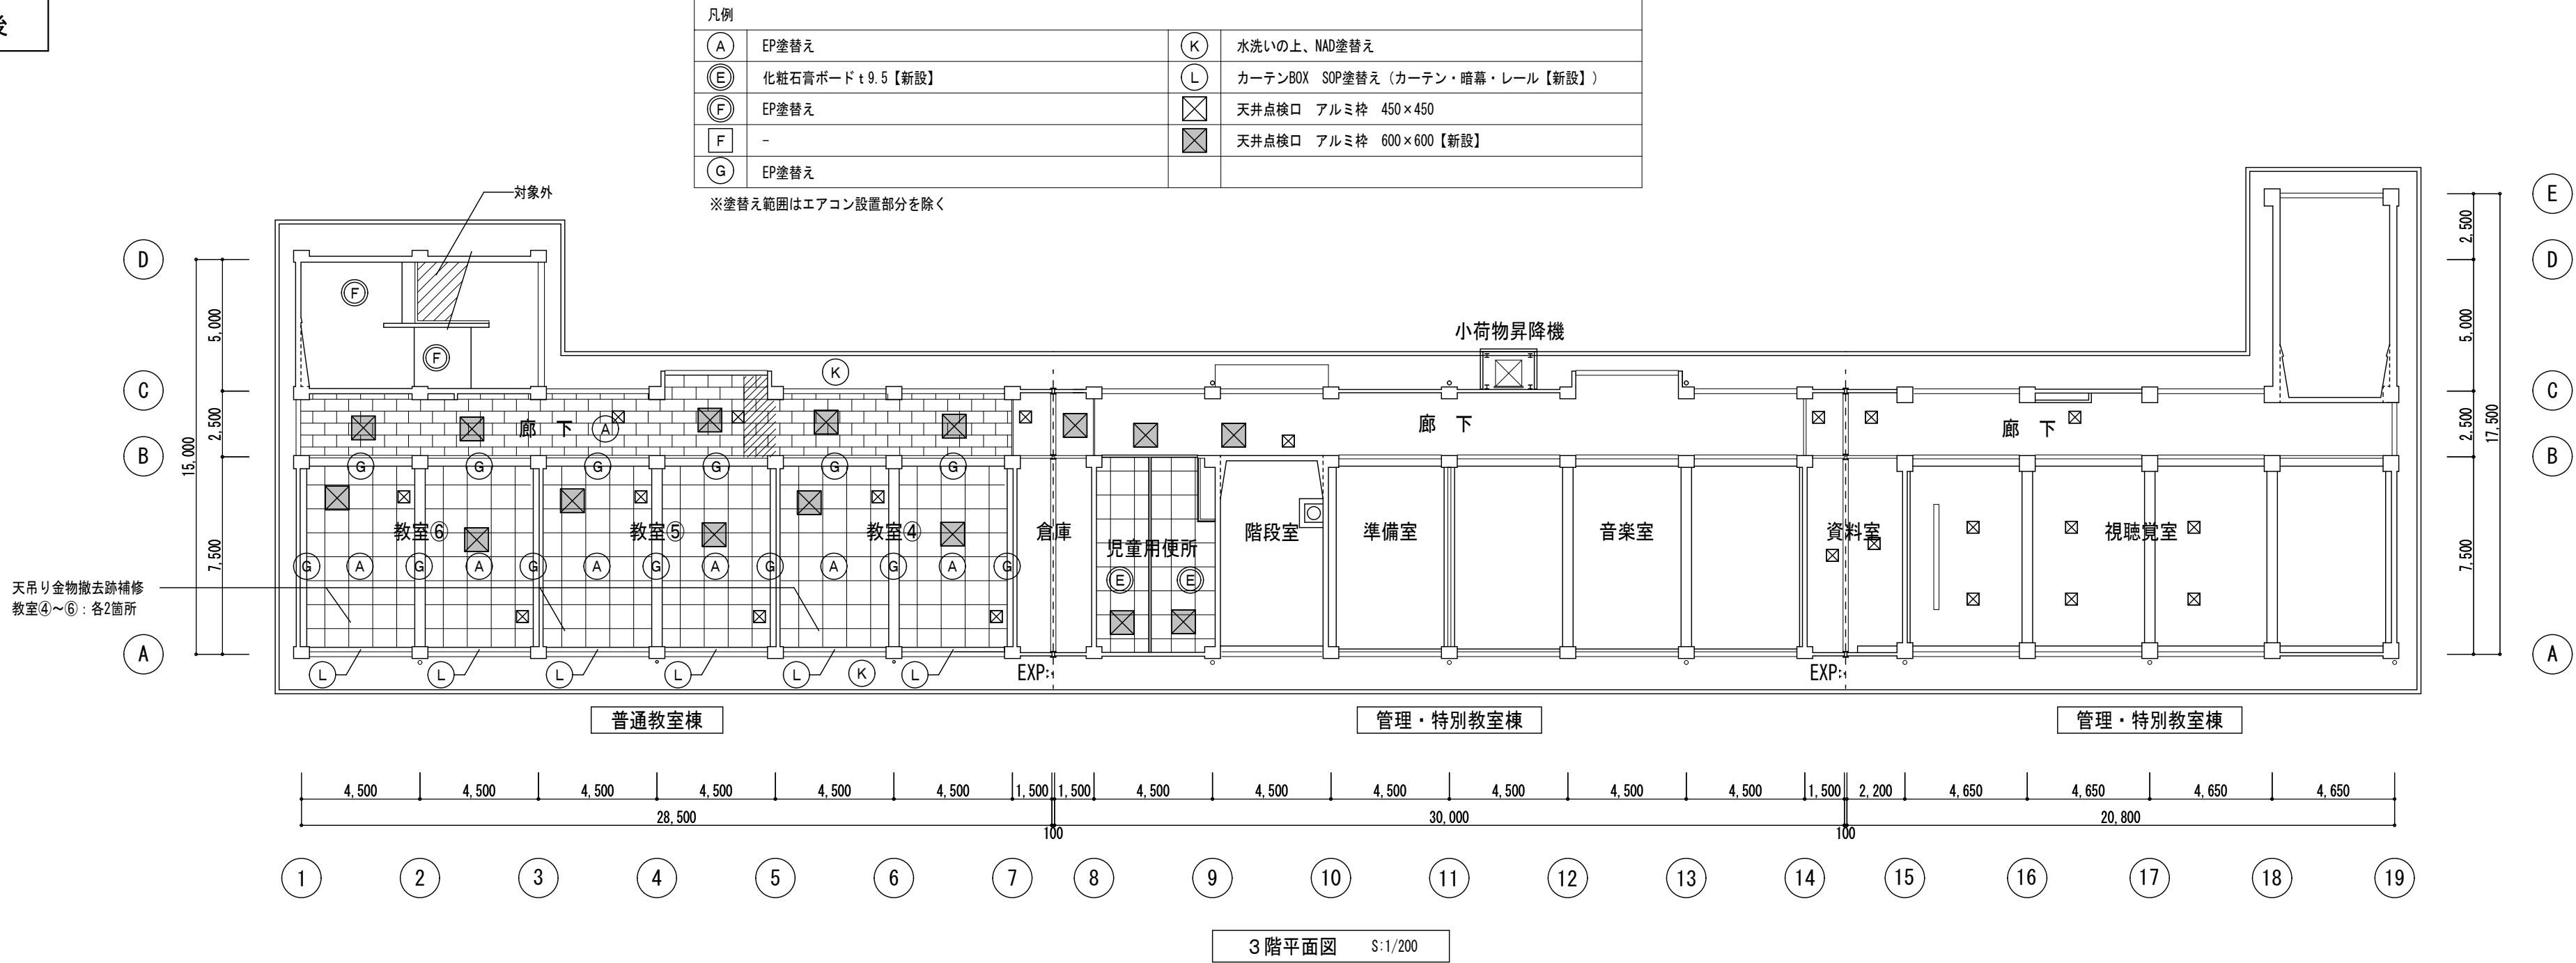 後
凡例
A EP塗替え K 水洗いの上、NAD塗替え
E 化粧石膏ボードｔ9.5【新設】 L カーテンBOX　SOP塗替え（カーテン・暗幕・レール【新設】）
F EP塗替え 天井点検口　アルミ枠　450×450
F - 天井点検口　アルミ枠　600×600【新設】
G EP塗替え
※塗替え範囲はエアコン設置部分を除く
対象外
E
D F D
2,500
5,000 5,000
小荷物昇降機
F K
C C
15,000 2,500 廊　下 A 廊　下 廊　下 2,500 17,500
B B
G G G G G G
7,500 教室⑥ 教室⑤ 教室④ 倉庫 児童用便所 階段室 準備室 音楽室 資料室 視聴覚室 7,500
G A G A G A G A G A G A G E E
天吊り金物撤去跡補修
教室④～⑥：各2箇所
A A
L L L L L K L EXP: EXP:
普通教室棟 管理・特別教室棟 管理・特別教室棟
4,500 4,500 4,500 4,500 4,500 4,500 1,500 1,500 4,500 4,500 4,500 4,500 4,500 4,500 1,500 2,200 4,650 4,650 4,650 4,650
28,500 30,000 20,800
100 100
1 2 3 4 5 6 7 8 9 10 11 12 13 14 15 16 17 18 19
３階平面図 S:1/200